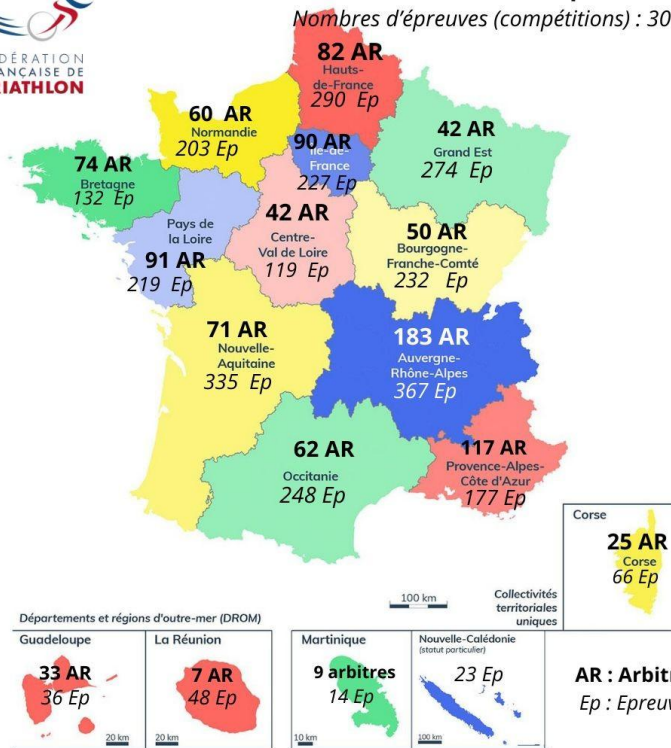 Nombres d'épreuves (compétitions) : 30
FÉDÉRATION
FRANÇAISE DE
TRIATHLON
82 AR
Hauts-
de-France
290 Ep
60 AR
Normandie
203 Ep
90 AR
Île-de-
France
227 Ep
42 AR
Grand Est
274 Ep
74 AR
Bretagne
132 Ep
Pays de
la Loire
91 AR
219 Ep
42 AR
Centre-
Val de Loire
119 Ep
50 AR
Bourgogne-
Franche-Comté
232 Ep
71 AR
Nouvelle-
Aquitaine
335 Ep
183 AR
Auvergne-
Rhône-Alpes
367 Ep
62 AR
Occitanie
248 Ep
117 AR
Provence-Alpes-
Côte d'Azur
177 Ep
Corse
25 AR
Corse
66 Ep
100 km
Collectivités
territoriales
uniques
Départements et régions d'outre-mer (DROM)
Guadeloupe
33 AR
36 Ep
20 km
La Réunion
7 AR
48 Ep
20 km
Martinique
9 arbitres
14 Ep
10 km
Nouvelle-Calédonie
(statut particulier)
23 Ep
100 km
AR : Arbitr
Ep : Epreuv